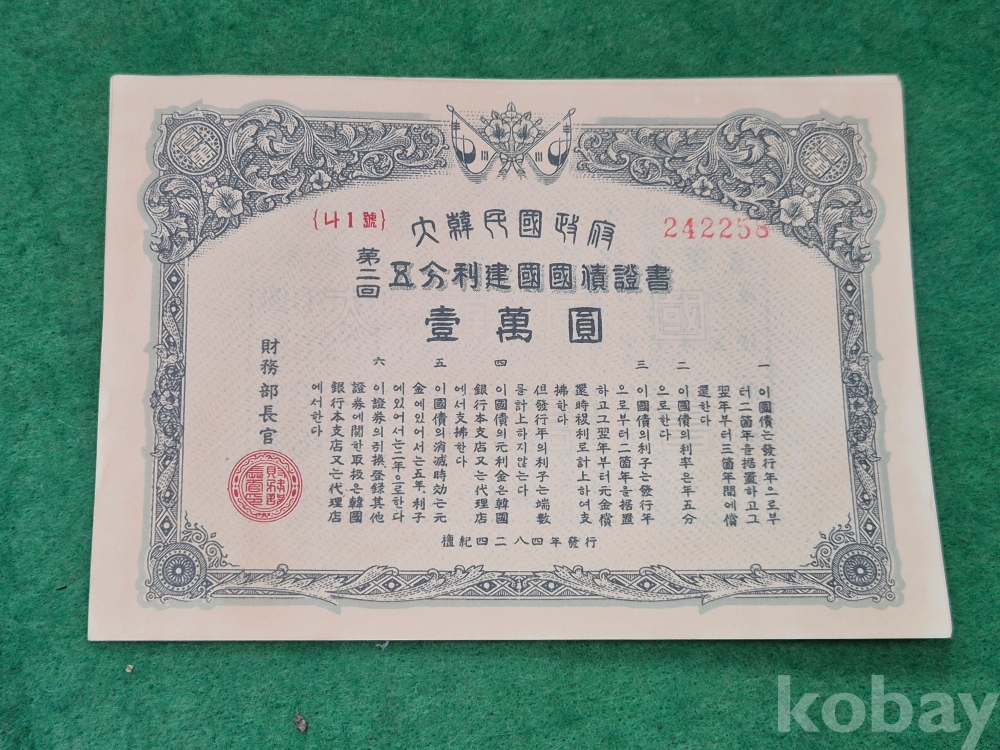 {나1號}
大韓民國政府
242258
第二回
五分利建國國債證書
壹萬圓
一 이國債는發行年으로부
터二箇年을据置하고그
翌年부터三箇年間에償
還한다
二 이國債의利率은年五分
으로한다
三 이國債의利子는發行年
으로부터二箇年을据置
하고고翌年부터元金償
還時複利로計上하여支
拂한다
但發行年의利子는端數
를計上하지않는다
四 이國債의元利金은韓國
銀行本支店又는代理店
에서支拂한다
五 이國債의消滅時効는元
金에있어서는五年、利子
에있어서는二年으로한다
六 이證券의引換登録其他
證券에関한取扱은韓國
銀行本支店又는代理店
에서한다
財務部長官
檀紀四二八四年發行
kobay